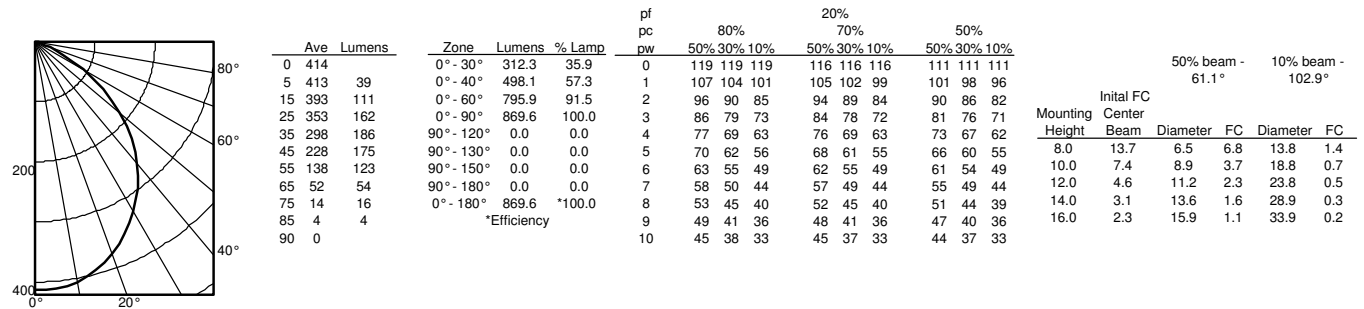 80°
60°
40°
200
400
0° 20°
Ave Lumens
0 414
5 413 39
15 393 111
25 353 162
35 298 186
45 228 175
55 138 123
65 52 54
75 14 16
85 4 4
90 0
Zone Lumens % Lamp
0° - 30° 312.3 35.9
0° - 40° 498.1 57.3
0° - 60° 795.9 91.5
0° - 90° 869.6 100.0
90° - 120° 0.0 0.0
90° - 130° 0.0 0.0
90° - 150° 0.0 0.0
90° - 180° 0.0 0.0
0° - 180° 869.6 *100.0
*Efficiency
pf 20%
pc 80% 70% 50%
pw 50% 30% 10% 50% 30% 10% 50% 30% 10%
0 119 119 119 116 116 116 111 111 111
1 107 104 101 105 102 99 101 98 96
2 96 90 85 94 89 84 90 86 82
3 86 79 73 84 78 72 81 76 71
4 77 69 63 76 69 63 73 67 62
5 70 62 56 68 61 55 66 60 55
6 63 55 49 62 55 49 61 54 49
7 58 50 44 57 49 44 55 49 44
8 53 45 40 52 45 40 51 44 39
9 49 41 36 48 41 36 47 40 36
10 45 38 33 45 37 33 44 37 33
50% beam - 10% beam -
61.1° 102.9°
Inital FC
Mounting Center
Height Beam Diameter FC Diameter FC
8.0 13.7 6.5 6.8 13.8 1.4
10.0 7.4 8.9 3.7 18.8 0.7
12.0 4.6 11.2 2.3 23.8 0.5
14.0 3.1 13.6 1.6 28.9 0.3
16.0 2.3 15.9 1.1 33.9 0.2